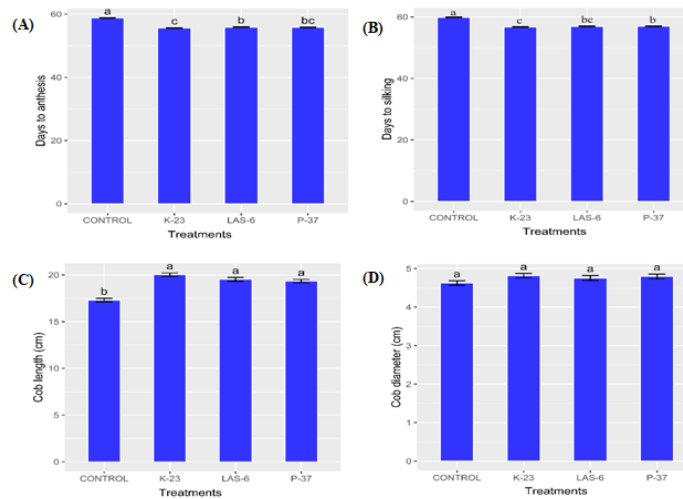 (A)
a
c
b
bc
60
40
20
0
Days to anthesis
CONTROL K-23 LAS-6 P-37
Treatments
(B)
a
c
bc
b
60
40
20
0
Days to silking
CONTROL K-23 LAS-6 P-37
Treatments
(C)
b
a
a
a
20
15
10
5
0
Cob length (cm)
CONTROL K-23 LAS-6 P-37
Treatments
(D)
a
a
a
a
5
4
3
2
1
0
Cob diameter (cm)
CONTROL K-23 LAS-6 P-37
Treatments